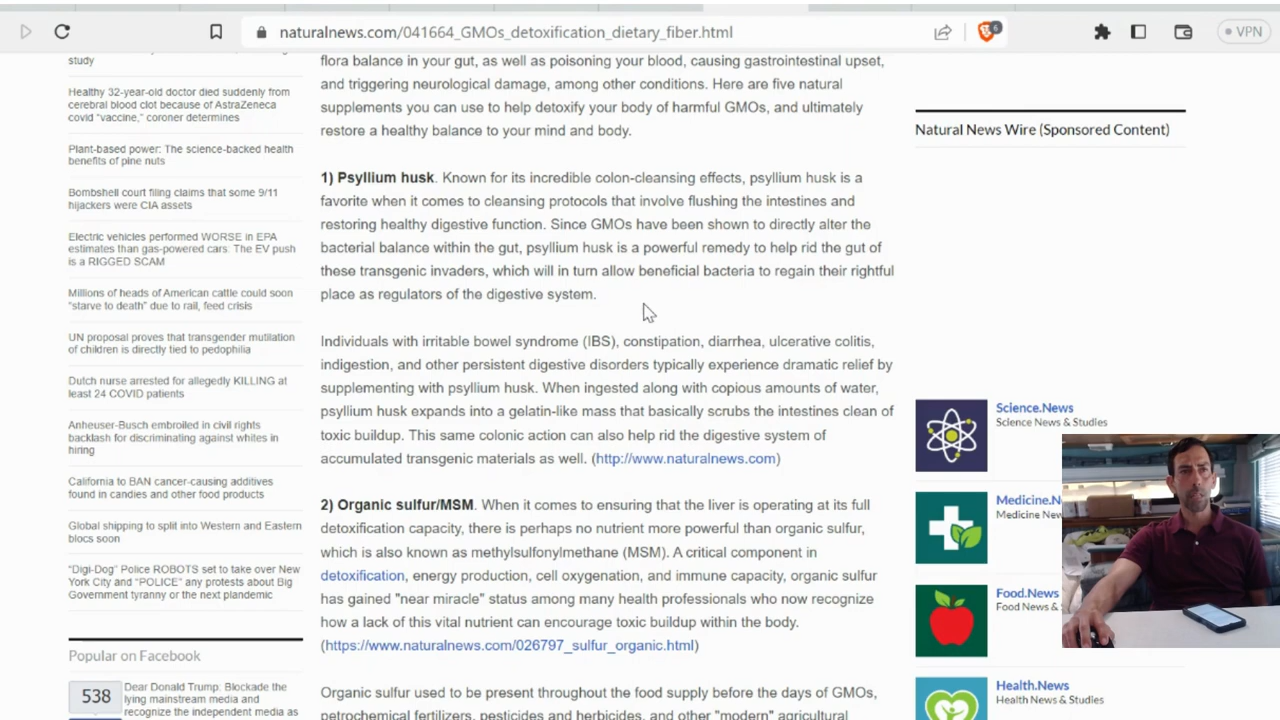 naturalnews.com/041664_GMOs_detoxification_dietary_fiber.html
6
VPN
study
Healthy 32-year-old doctor died suddenly from
cerebral blood clot because of AstraZeneca
covid “vaccine,” coroner determines
Plant-based power: The science-backed health
benefits of pine nuts
Bombshell court filing claims that some 9/11
hijackers were CIA assets
Electric vehicles performed WORSE in EPA
estimates than gas-powered cars: The EV push
is a RIGGED SCAM
Millions of heads of American cattle could soon
“starve to death” due to rail, feed crisis
UN proposal proves that transgender mutilation
of children is directly tied to pedophilia
Dutch nurse arrested for allegedly KILLING at
least 24 COVID patients
Anheuser-Busch embroiled in civil rights
backlash for discriminating against whites in
hiring
California to BAN cancer-causing additives
found in candies and other food products
Global shipping to split into Western and Eastern
blocs soon
“Digi-Dog” Police ROBOTS set to take over New
York City and “POLICE” any protests about Big
Government tyranny or the next pandemic
Popular on Facebook
538
Dear Donald Trump: Blockade the
lying mainstream media and
recognize the independent media as
flora balance in your gut, as well as poisoning your blood, causing gastrointestinal upset,
and triggering neurological damage, among other conditions. Here are five natural
supplements you can use to help detoxify your body of harmful GMOs, and ultimately
restore a healthy balance to your mind and body.
1) Psyllium husk. Known for its incredible colon-cleansing effects, psyllium husk is a
favorite when it comes to cleansing protocols that involve flushing the intestines and
restoring healthy digestive function. Since GMOs have been shown to directly alter the
bacterial balance within the gut, psyllium husk is a powerful remedy to help rid the gut of
these transgenic invaders, which will in turn allow beneficial bacteria to regain their rightful
place as regulators of the digestive system.
Individuals with irritable bowel syndrome (IBS), constipation, diarrhea, ulcerative colitis,
indigestion, and other persistent digestive disorders typically experience dramatic relief by
supplementing with psyllium husk. When ingested along with copious amounts of water,
psyllium husk expands into a gelatin-like mass that basically scrubs the intestines clean of
toxic buildup. This same colonic action can also help rid the digestive system of
accumulated transgenic materials as well. (http://www.naturalnews.com)
2) Organic sulfur/MSM. When it comes to ensuring that the liver is operating at its full
detoxification capacity, there is perhaps no nutrient more powerful than organic sulfur,
which is also known as methylsulfonylmethane (MSM). A critical component in
detoxification, energy production, cell oxygenation, and immune capacity, organic sulfur
has gained "near miracle" status among many health professionals who now recognize
how a lack of this vital nutrient can encourage toxic buildup within the body.
(https://www.naturalnews.com/026797_sulfur_organic.html)
Organic sulfur used to be present throughout the food supply before the days of GMOs,
petrochemical fertilizers, pesticides and herbicides, and other "modern" agricultural
Natural News Wire (Sponsored Content)
Science.News
Science News & Studies
Medicine.N
Medicine New
Food.News
Food News &
Health.News
Health News & Studies